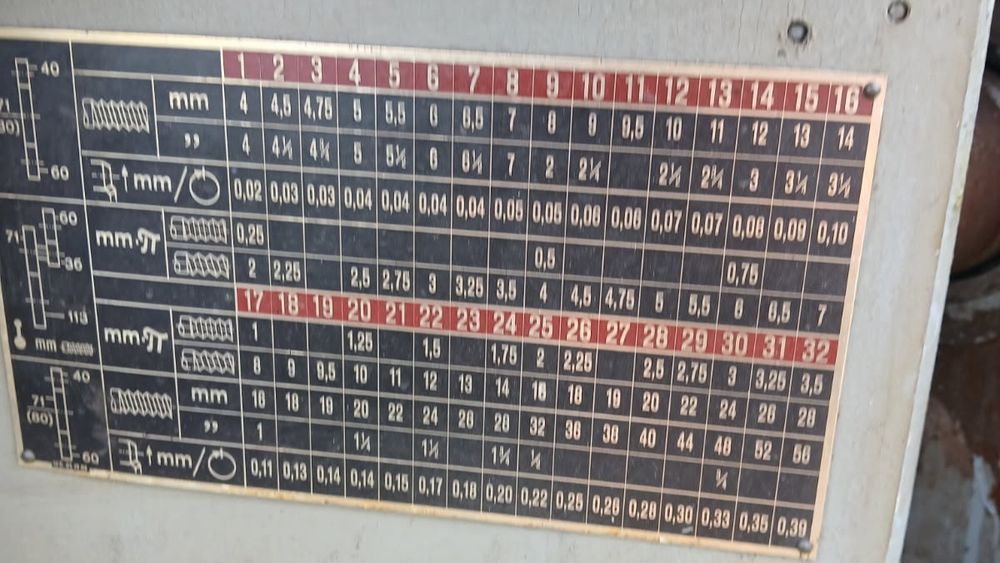 40
1 2 3 4 5 6 7 8 9 10 11 12 13 14 15 16
mm 4 4,5 4,75 5 5,5 6 6,5 7 8 9 9,5 10 11 12 13 14
71
" 4 4½ 4¾ 5 5½ 6 6½ 7 2 2¼ 2½ 2¾ 3 3¼ 3½
60
mm/ 0,02 0,03 0,03 0,04 0,04 0,04 0,04 0,05 0,05 0,06 0,06 0,07 0,07 0,08 0,09 0,10
60
71
36
113
mm
mm·π 0,25 0,5 0,75
2 2,25 2,5 2,75 3 3,25 3,5 4 4,5 4,75 5 5,5 6 6,5 7
17 18 19 20 21 22 23 24 25 26 27 28 29 30 31 32
mm·π 1 1,25 1,5 1,75 2 2,25 2,5 2,75 3 3,25 3,5
8 9 9,5 10 11 12 13 14 16 18 19 20 22 24 26 28
40
71
(80)
60
mm 16 18 19 20 22 24 26 28 32 36 38 40 44 48 52 56
" 1 1¼ 1½ 1¾
mm/ 0,11 0,13 0,14 0,14 0,15 0,17 0,18 0,20 0,22 0,25 0,26 0,28 0,30 0,33 0,35 0,39